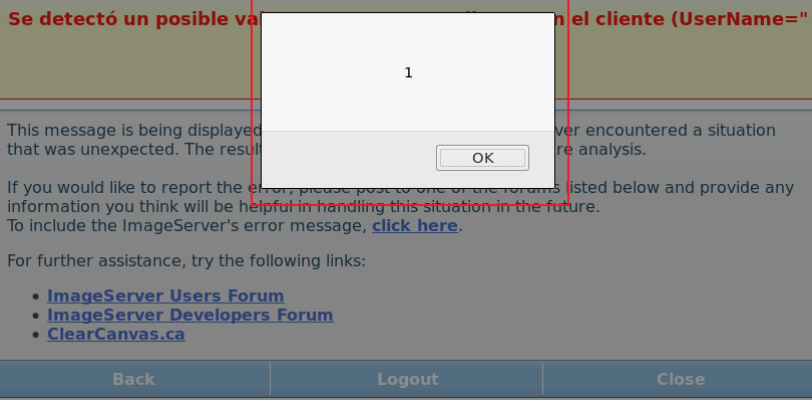 Se detectó un posible val n el cliente (UserName="
1
OK
This message is being displayed ver encountered a situation
that was unexpected. The resul re analysis.
If you would like to report the error, please post to one of the forums listed below and provide any
information you think will be helpful in handling this situation in the future.
To include the ImageServer's error message, click here.
For further assistance, try the following links:
• ImageServer Users Forum
• ImageServer Developers Forum
• ClearCanvas.ca
Back Logout Close